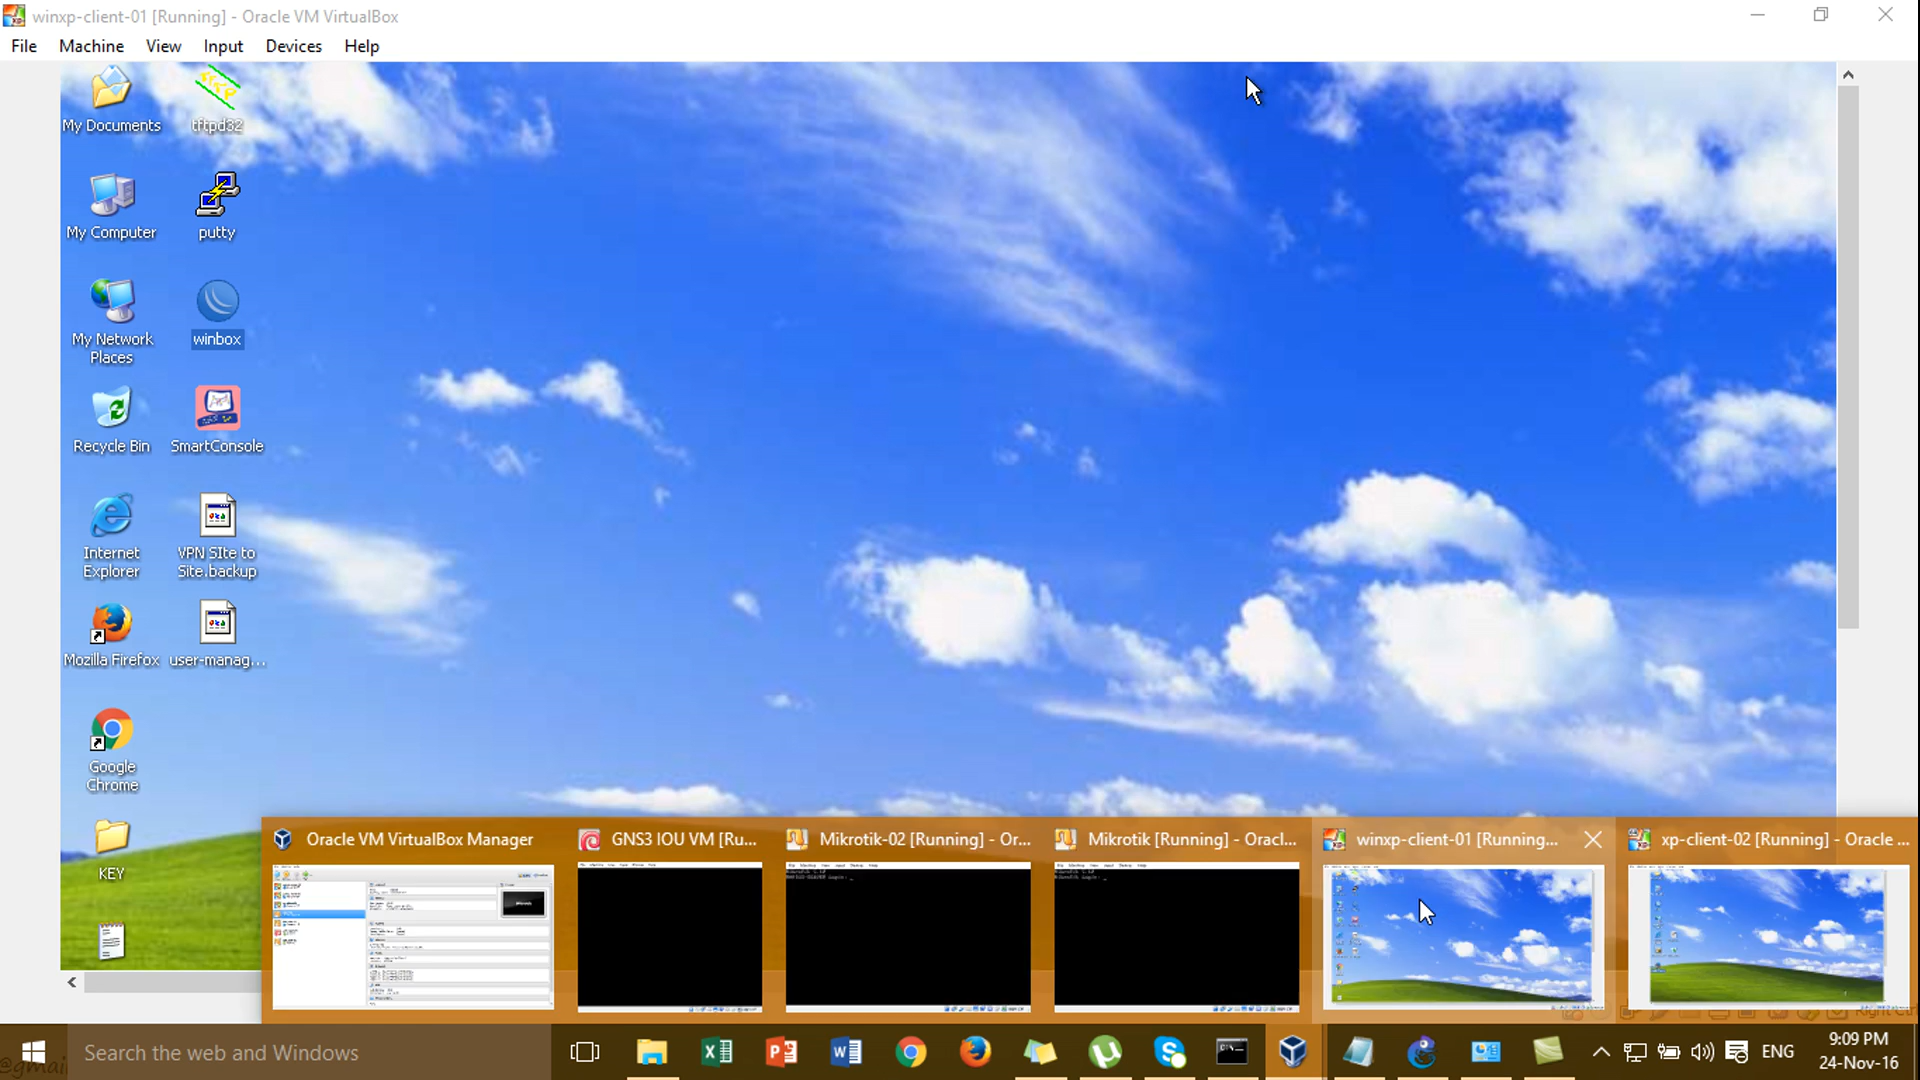 winxp-client-01 [Running] - Oracle VM VirtualBox
File Machine View Input Devices Help
My Documents
tftpd32
My Computer
putty
My Network
Places
winbox
Recycle Bin
SmartConsole
Internet
Explorer
VPN SIte to
Site.backup
Mozilla Firefox
user-manag...
Google
Chrome
KEY
Oracle VM VirtualBox Manager
GNS3 IOU VM [Ru...
Mikrotik-02 [Running] - Or...
Mikrotik [Running] - Oracl...
winxp-client-01 [Running...
xp-client-02 [Running] - Oracle ...
Right Ctrl
Search the web and Windows
ENG
9:09 PM
24-Nov-16